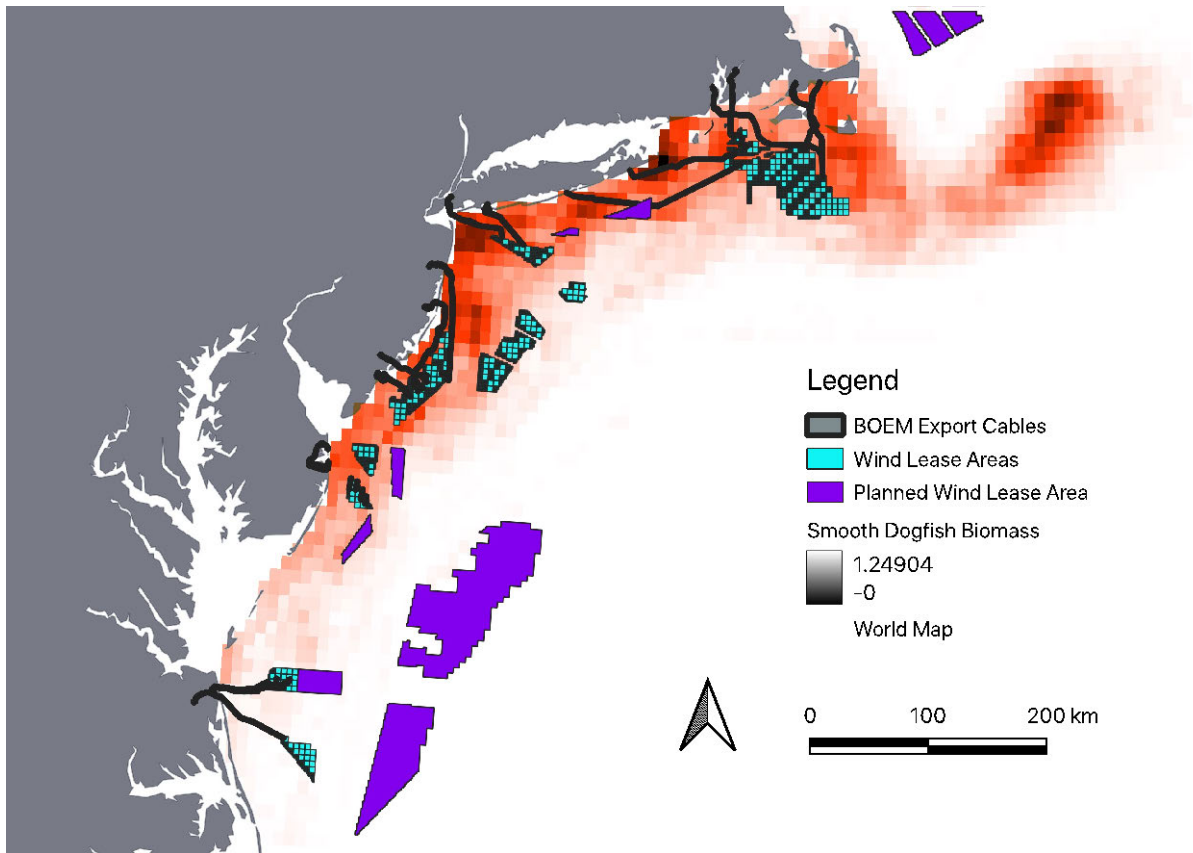 Legend
BOEM Export Cables
Wind Lease Areas
Planned Wind Lease Area
Smooth Dogfish Biomass
1.24904
-0
World Map
0 100 200 km